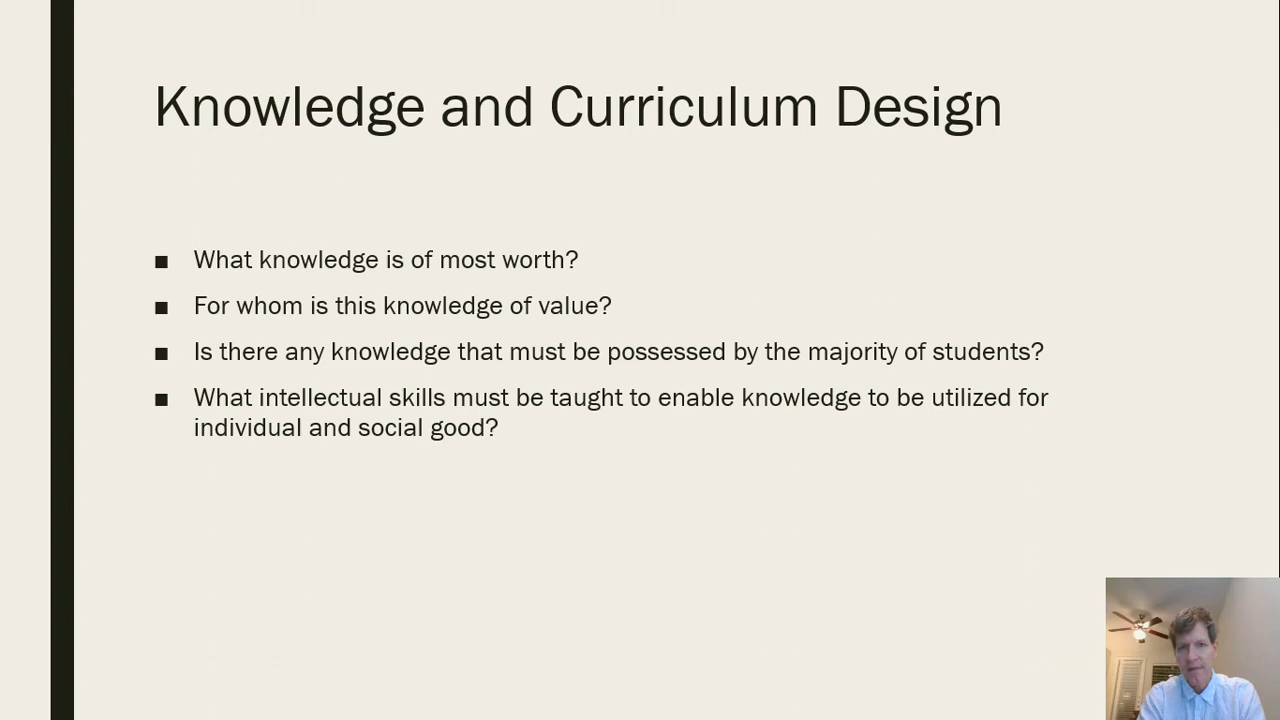 Knowledge and Curriculum Design
■ What knowledge is of most worth?
■ For whom is this knowledge of value?
■ Is there any knowledge that must be possessed by the majority of students?
■ What intellectual skills must be taught to enable knowledge to be utilized for
individual and social good?